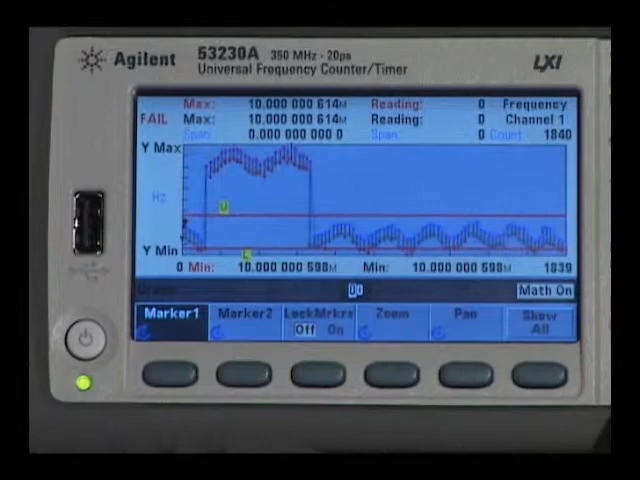 Agilent
53230A 350 MHz - 20ps
Universal Frequency Counter/Timer
LXI
Max: 10.000 000 614M Reading: 0 Frequency
FAIL Max: 10.000 000 614M Reading: 0 Channel 1
Span: 0.000 000 000 0 Span: 0 Count 1840
Y Max
Hz
U
L
Y Min
0 Min: 10.000 000 598M Min: 10.000 000 598M 1839
Math On
Marker1 Marker2 LockMrkrs Zoom Pan Show
Off On All